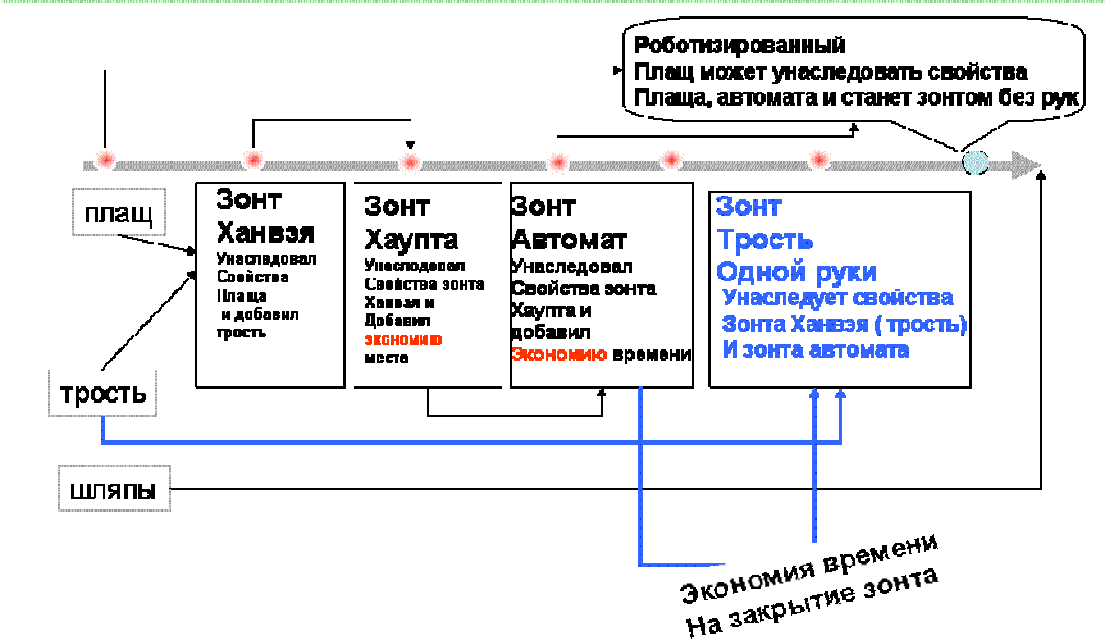 Роботизированный
Плащ может унаследовать свойства
Плаща, автомата и станет зонтом без рук
плащ
трость
шляпы
Зонт
Ханвэя
Унаследовал
Свойства
Плаща
и добавил
трость
Зонт
Хаупта
Унаследовал
Свойства зонта
Ханвэя и
Добавил
экономию
места
Зонт
Автомат
Унаследовал
Свойства зонта
Хаупта и
добавил
Экономию времени
Зонт
Трость
Одной руки
Унаследует свойства
Зонта Ханвэя ( трость)
И зонта автомата
Экономия времени
На закрытие зонта